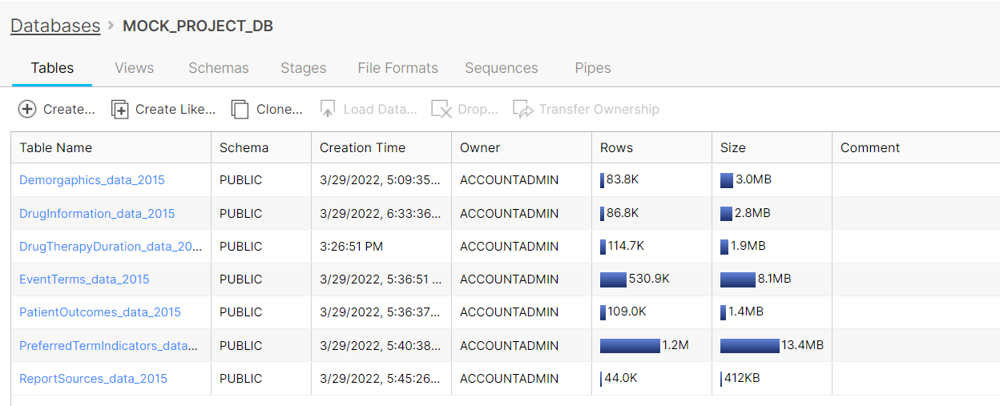 Databases > MOCK_PROJECT_DB
Tables Views Schemas Stages File Formats Sequences Pipes
Create... Create Like... Clone... Load Data... Drop... Transfer Ownership
Table Name Schema Creation Time Owner Rows Size Comment
Demorgaphics_data_2015 PUBLIC 3/29/2022, 5:09:35... ACCOUNTADMIN 83.8K 3.0MB
DrugInformation_data_2015 PUBLIC 3/29/2022, 6:33:36... ACCOUNTADMIN 86.8K 2.8MB
DrugTherapyDuration_data_20... PUBLIC 3:26:51 PM ACCOUNTADMIN 114.7K 1.9MB
EventTerms_data_2015 PUBLIC 3/29/2022, 5:36:51 ... ACCOUNTADMIN 530.9K 8.1MB
PatientOutcomes_data_2015 PUBLIC 3/29/2022, 5:36:37... ACCOUNTADMIN 109.0K 1.4MB
PreferredTermIndicators_data... PUBLIC 3/29/2022, 5:40:38... ACCOUNTADMIN 1.2M 13.4MB
ReportSources_data_2015 PUBLIC 3/29/2022, 5:45:26... ACCOUNTADMIN 44.0K 412KB